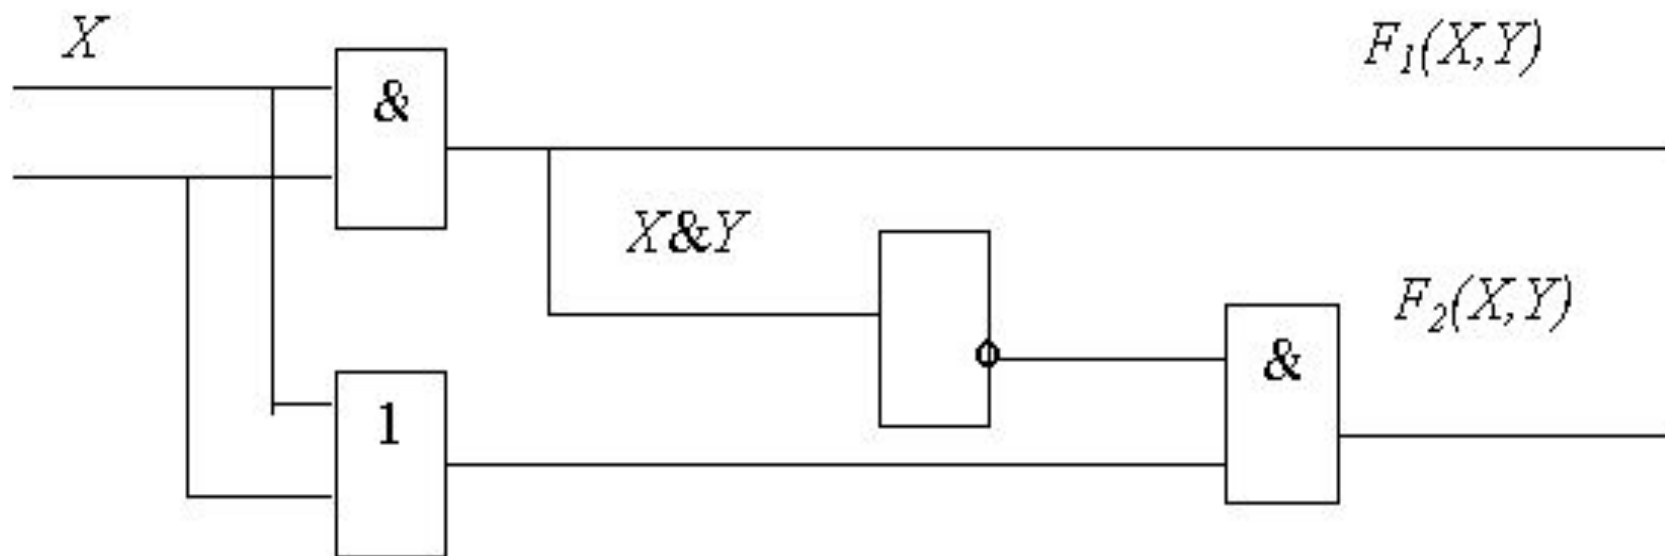 X
F₁(X,Y)
&
X&Y
F₂(X,Y)
&
1